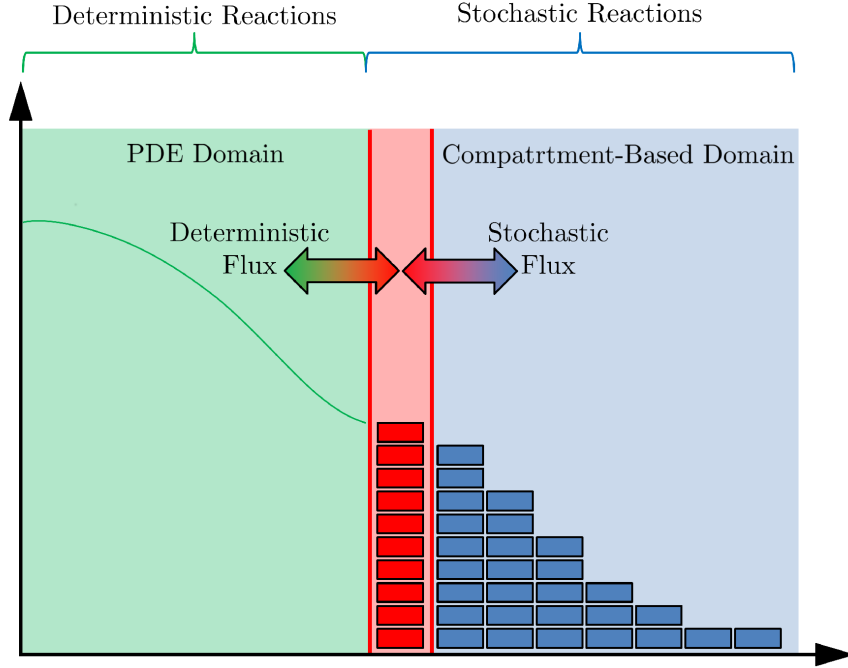 Deterministic Reactions
Stochastic Reactions
PDE Domain
Compatrtment-Based Domain
Deterministic
Flux
Stochastic
Flux